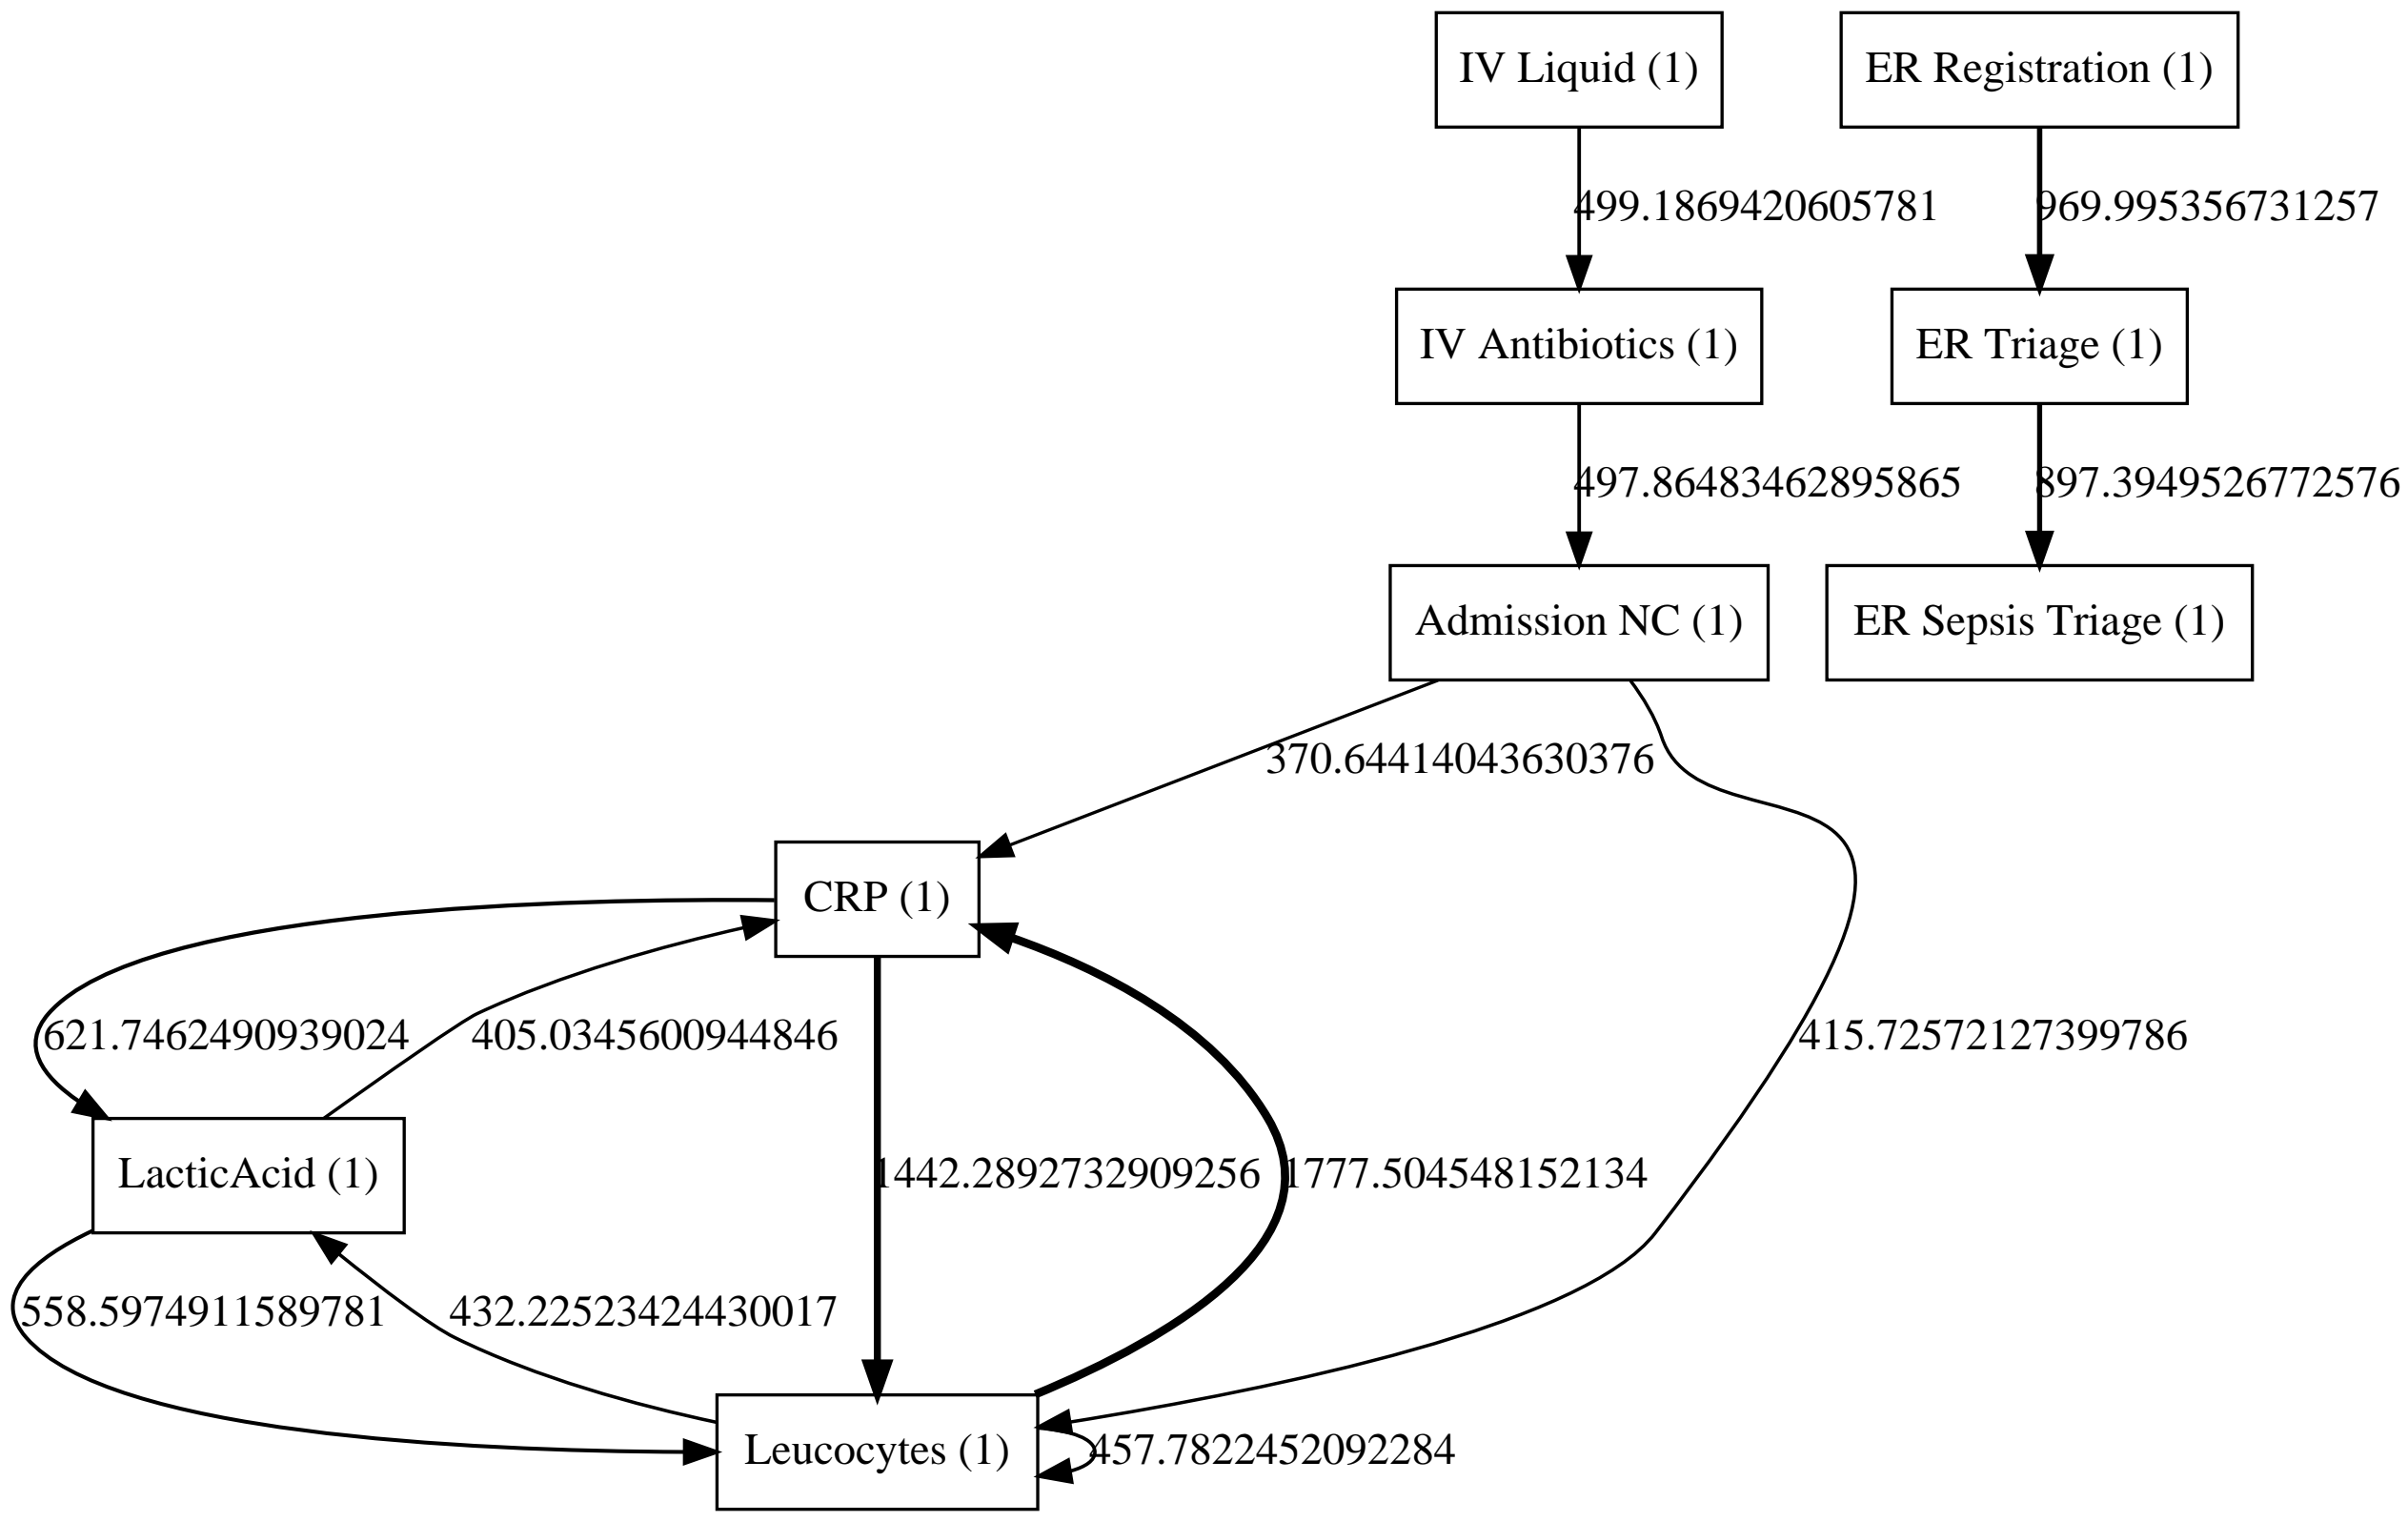 IV Liquid (1)
ER Registration (1)
499.1869420605781
969.995356731257
IV Antibiotics (1)
ER Triage (1)
497.86483462895865
897.3949526772576
Admission NC (1)
ER Sepsis Triage (1)
370.64414043630376
CRP (1)
621.7462490939024
405.0345600944846
415.72572127399786
LacticAcid (1)
1442.2892732909256
1777.504548152134
558.5974911589781
432.22523424430017
Leucocytes (1)
457.7822452092284